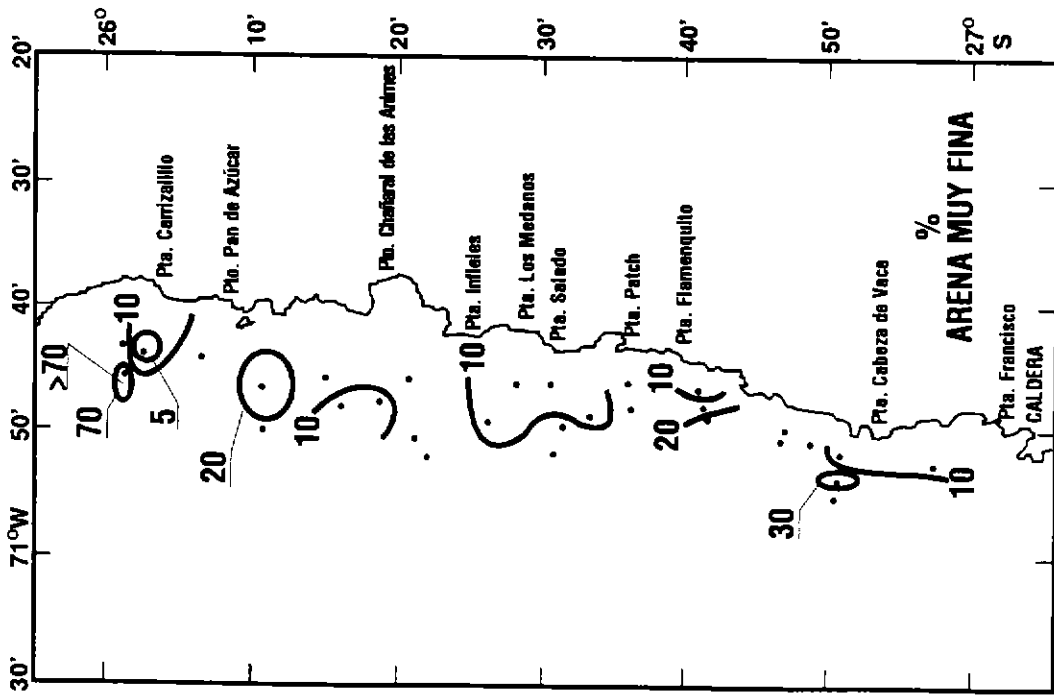 30'
71°W
50'
40'
30'
20'
26°
10'
20'
30'
40'
50'
27°
S
>70
70
10
5
20
10
10
10
20
30
10
Pta. Carrizalillo
Pto. Pan de Azúcar
Pto. Chañaral de las Animas
Pta. Infieles
Pta. Los Medanos
Pta. Salado
Pta. Patch
Pta. Flamenquito
Pta. Cabeza de Vaca
Pta. Francisco
CALDERA
%
ARENA MUY FINA